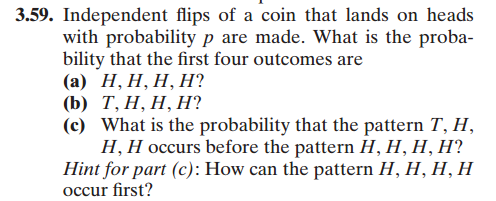 3.59. Independent flips of a coin that lands on heads
with probability p are made. What is the proba-
bility that the first four outcomes are
(a) H, H, H, H?
(b) T, H, H, H?
(c) What is the probability that the pattern T, H,
H, H occurs before the pattern H, H, H, H?
Hint for part (c): How can the pattern H, H, H, H
occur first?